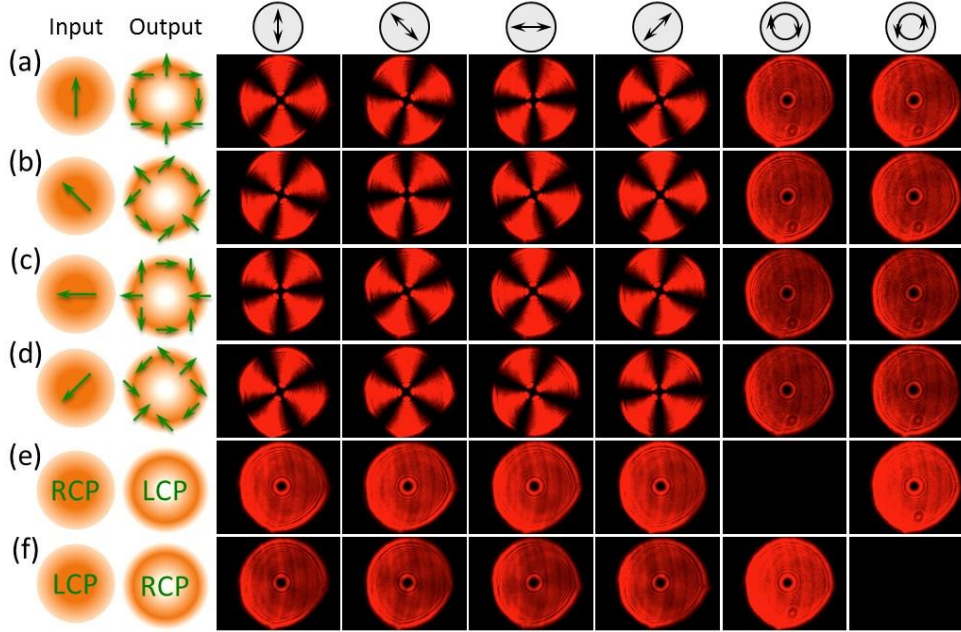 Input Output
(a)
(b)
(c)
(d)
(e) RCP LCP
(f) LCP RCP